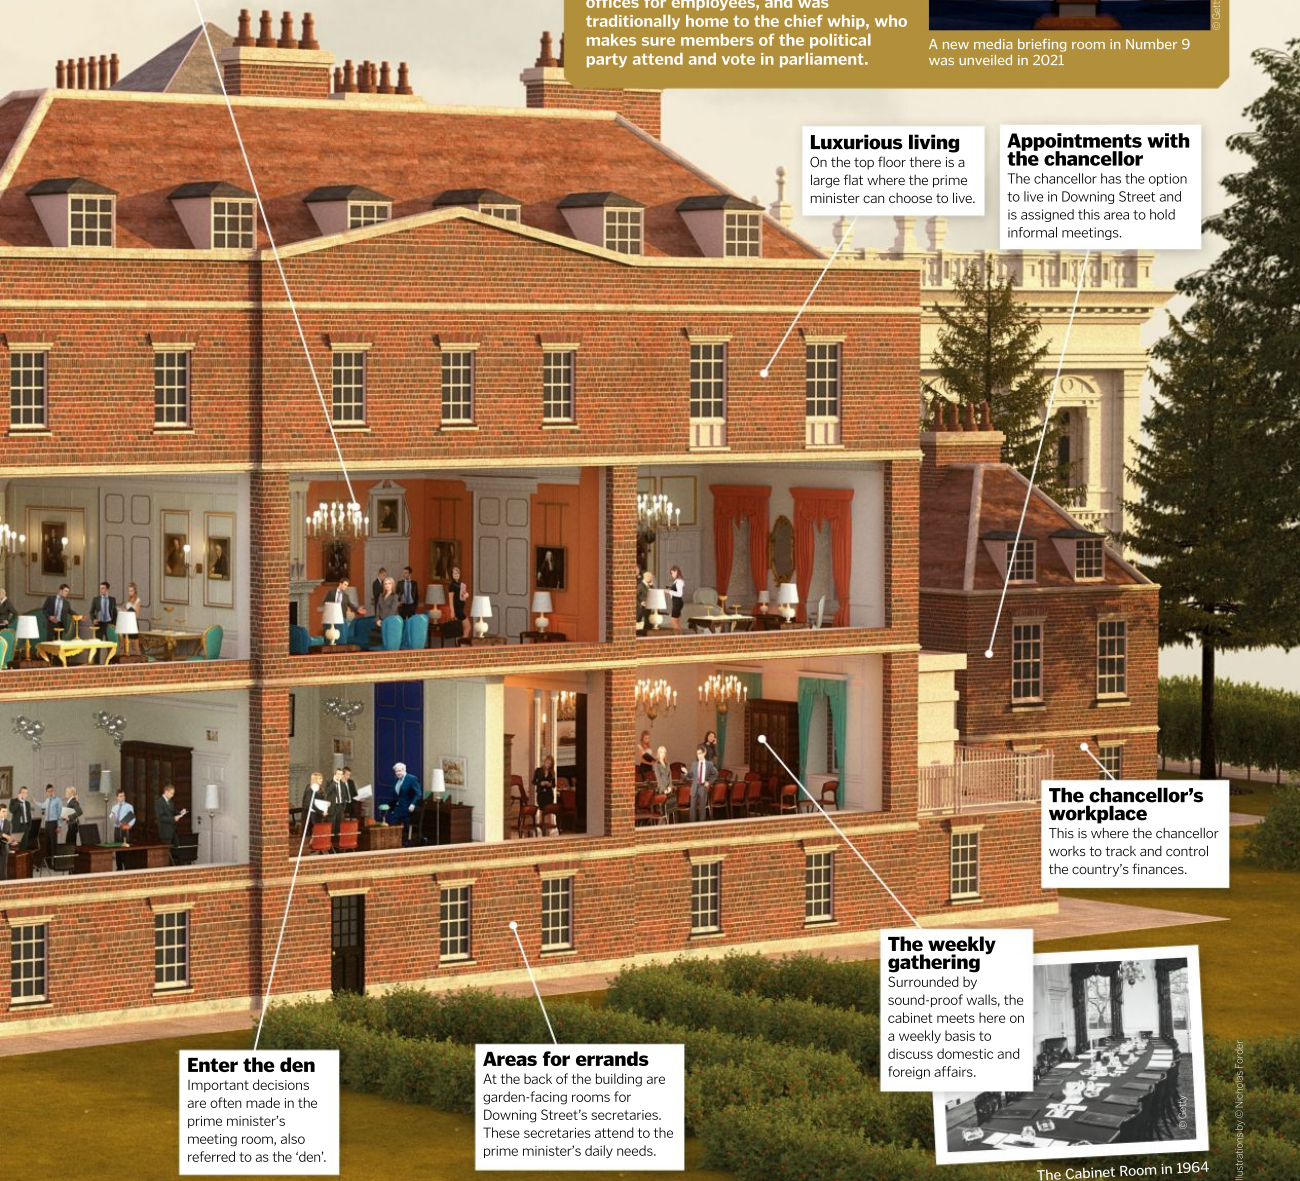 offices for employees, and was
traditionally home to the chief whip, who
makes sure members of the political
party attend and vote in parliament.
A new media briefing room in Number 9
was unveiled in 2021
Luxurious living
On the top floor there is a
large flat where the prime
minister can choose to live.
Appointments with
the chancellor
The chancellor has the option
to live in Downing Street and
is assigned this area to hold
informal meetings.
The chancellor’s
workplace
This is where the chancellor
works to track and control
the country’s finances.
The weekly
gathering
Surrounded by
sound-proof walls, the
cabinet meets here on
a weekly basis to
discuss domestic and
foreign affairs.
Enter the den
Important decisions
are often made in the
prime minister’s
meeting room, also
referred to as the ‘den’.
Areas for errands
At the back of the building are
garden-facing rooms for
Downing Street’s secretaries.
These secretaries attend to the
prime minister’s daily needs.
© Getty
The Cabinet Room in 1964
by © Nicholas Forder